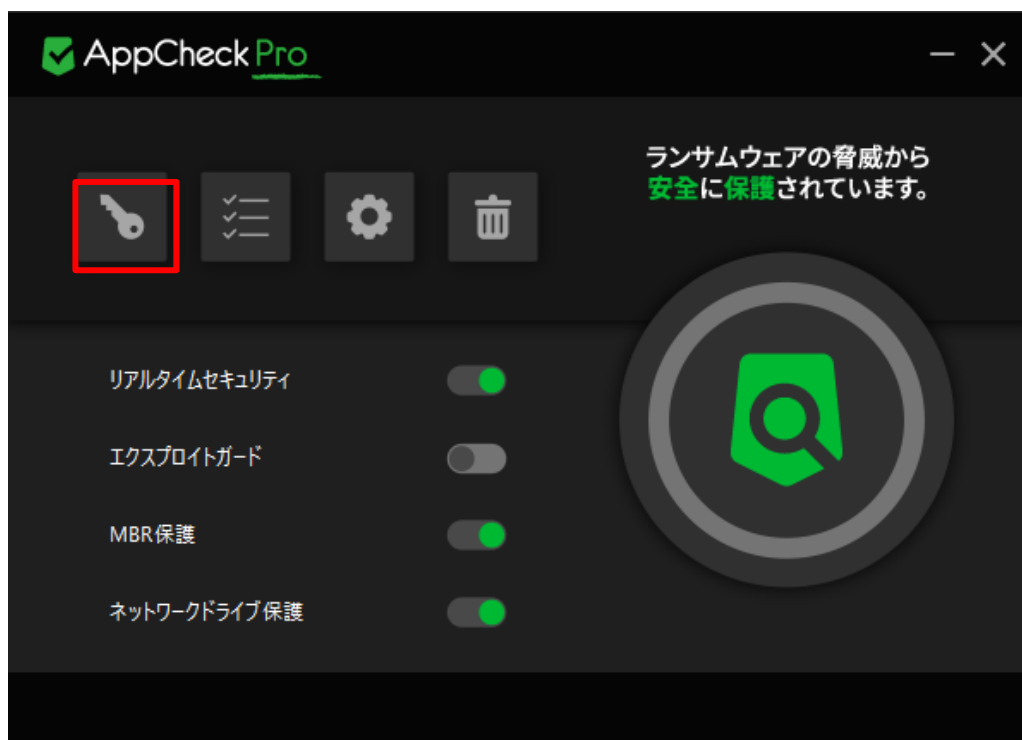 AppCheck Pro
ランサムウェアの脅威から
安全に保護されています。
リアルタイムセキュリティ
エクスプロイトガード
MBR保護
ネットワークドライブ保護